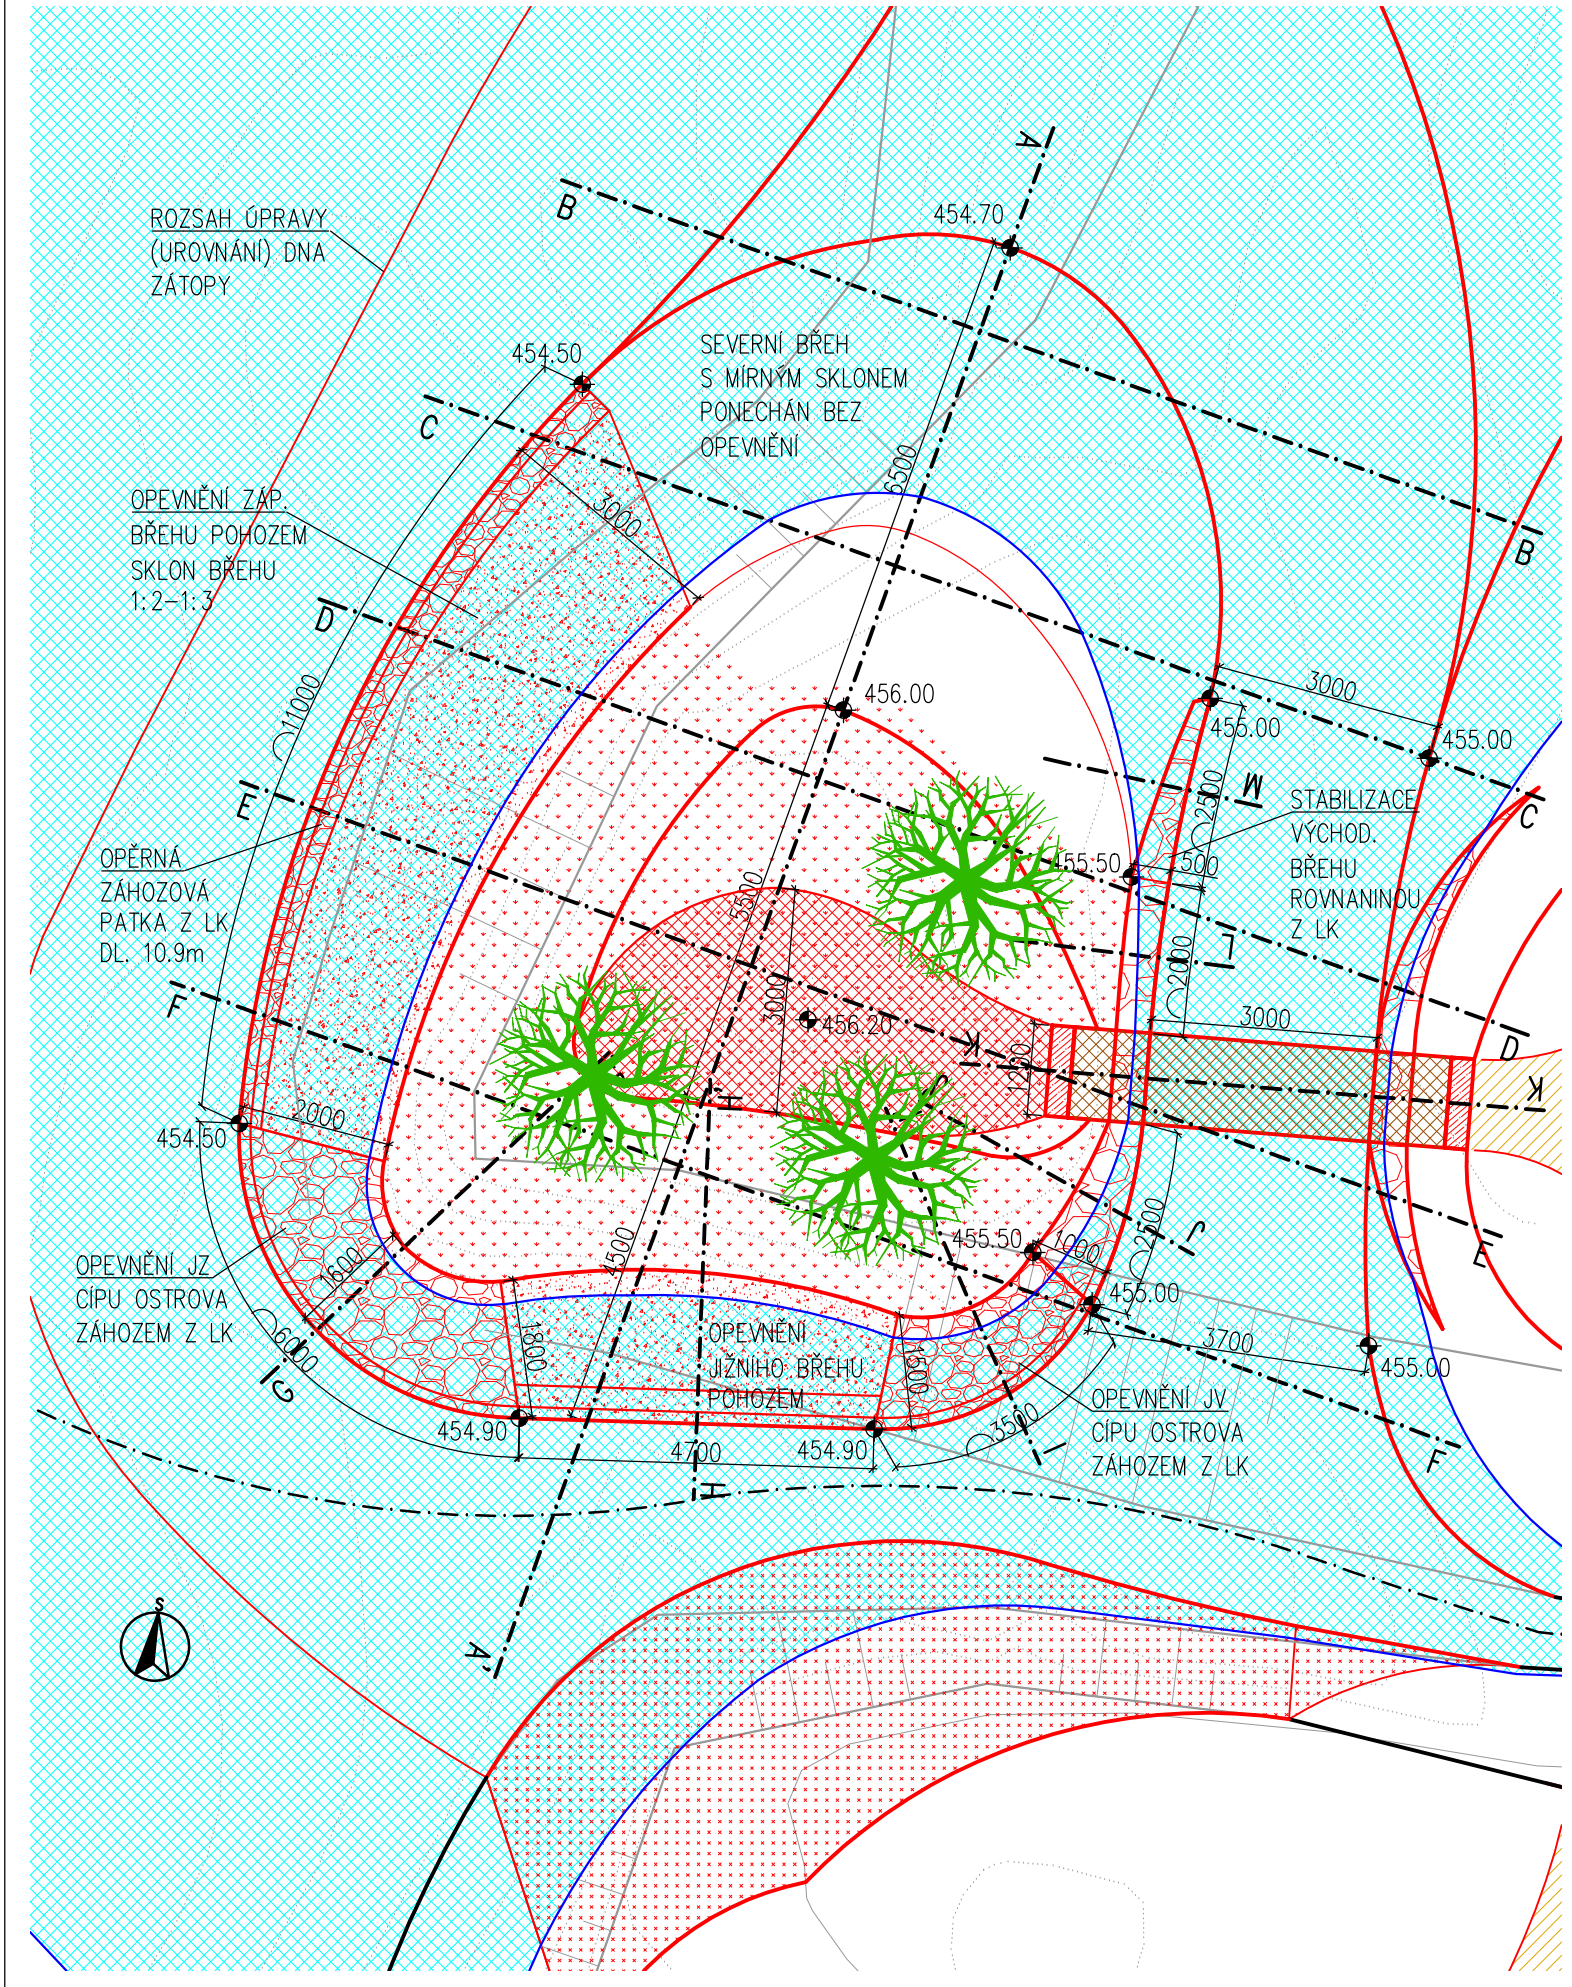 A
B
454.70
ROZSAH ÚPRAVY
(UROVNÁNÍ) DNA
ZÁTOPY
SEVERNÍ BŘEH
S MÍRNÝM SKLONEM
PONECHÁN BEZ
OPEVNĚNÍ
454.50
C
6500
3000
OPEVNĚNÍ ZÁP.
BŘEHU POHOZEM
SKLON BŘEHU
1:2-1:3
B
D
11000
456.00
3000
455.00
455.00
E
M
2500
STABILIZACE
VÝCHOD.
BŘEHU
ROVNANINOU
Z LK
C
OPĚRNÁ
ZÁHOZOVÁ
PATKA Z LK
DL. 10.9m
455.50
1500
5500
L
2000
F
3000
456.20
3000
K
D
1250
J
K
H
454.50
2000
455.50
1000
2500
J
E
OPEVNĚNÍ JZ
CÍPU OSTROVA
ZÁHOZEM Z LK
1600
4500
455.00
3700
455.00
6000
G
1800
OPEVNĚNÍ
JIŽNIHO BŘEHU
POHOZEM
1500
OPEVNĚNÍ JV
CÍPU OSTROVA
ZÁHOZEM Z LK
454.90
4700
454.90
3500
I
F
H
S
A'